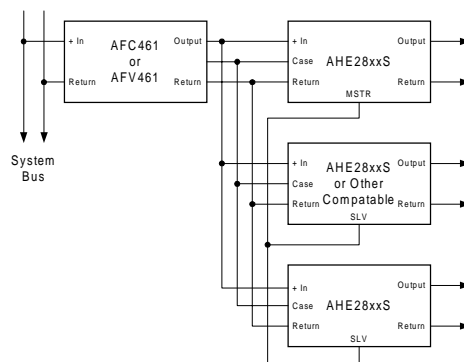 + In
Return
AFC461
or
AFV461
Output
Return
System
Bus
+ In
Case
Return
AHE28xxS
MSTR
Output
Return
+ In
Case
Return
AHE28xxS
or Other
Compatable
SLV
Output
Return
+ In
Case
Return
AHE28xxS
SLV
Output
Return